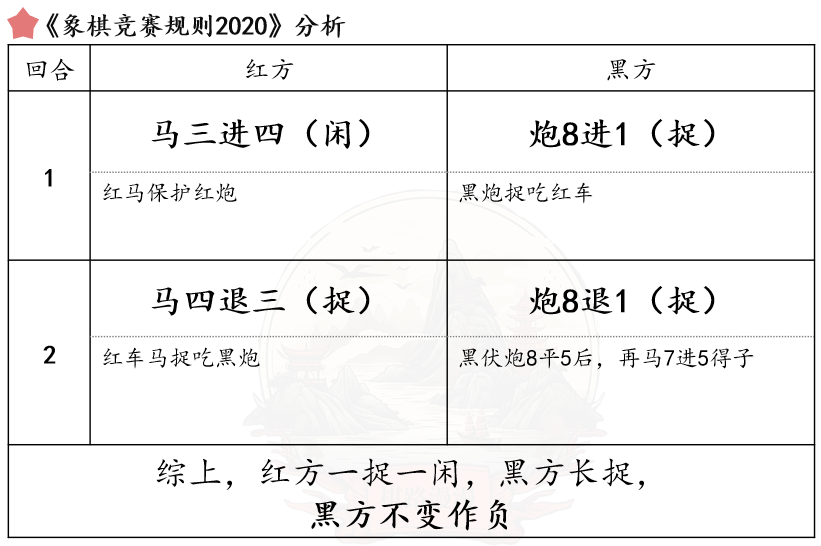 《象棋竞赛规则2020》分析
回合 红方 黑方
1 马三进四（闲） 炮8进1（捉）
红马保护红炮 黑炮捉吃红车
2 马四退三（捉） 炮8退1（捉）
红车马捉吃黑炮 黑伏炮8平5后，再马7进5得子
综上，红方一捉一闲，黑方长捉，
黑方不变作负